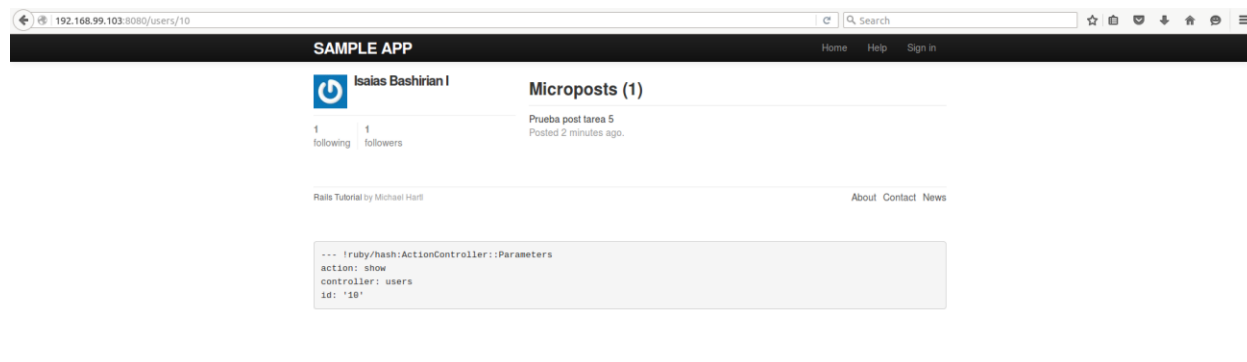 192.168.99.103:8080/users/10
Search
SAMPLE APP
Home Help Sign in
Isaias Bashirian I
1 following
1 followers
Microposts (1)
Prueba post tarea 5
Posted 2 minutes ago.
Rails Tutorial by Michael Hartl
About Contact News
--- !ruby/hash:ActionController::Parameters
action: show
controller: users
id: '10'